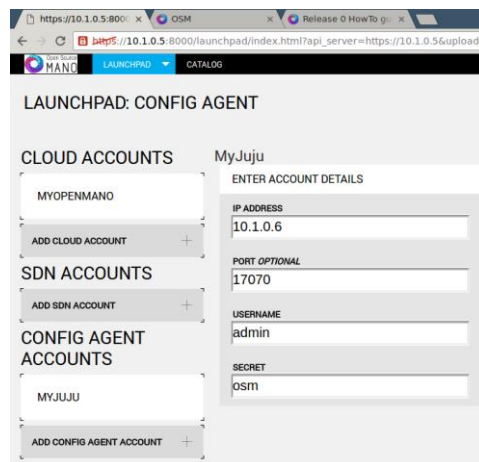 https://10.1.0.5:800 × OSM × Release 0 HowTo g ×
https://10.1.0.5:8000/launchpad/index.html?api_server=https://10.1.0.5&upload
Open Source
MANO LAUNCHPAD CATALOG
LAUNCHPAD: CONFIG AGENT
CLOUD ACCOUNTS
MYOPENMANO
ADD CLOUD ACCOUNT +
SDN ACCOUNTS
ADD SDN ACCOUNT +
CONFIG AGENT
ACCOUNTS
MYJUJU
ADD CONFIG AGENT ACCOUNT +
MyJuju
ENTER ACCOUNT DETAILS
IP ADDRESS
10.1.0.6
PORT OPTIONAL
17070
USERNAME
admin
SECRET
osm